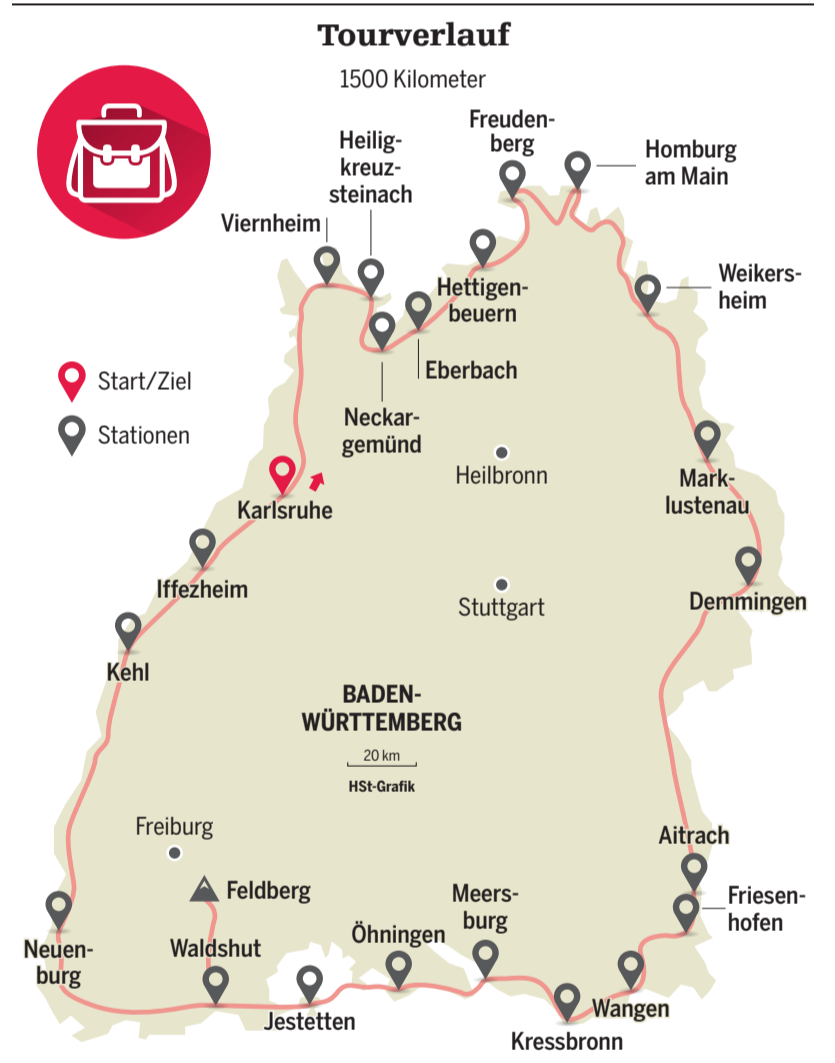 Tourverlauf
1500 Kilometer
Freuden-
berg
Homburg
am Main
Heilig-
kreuz-
steinach
Viernheim
Hettigen-
beuern
Weikers-
heim
Eberbach
Start/Ziel
Stationen
Neckar-
gemünd
Heilbronn
Mark-
lustenau
Karlsruhe
Iffezheim
Stuttgart
Demmingen
Kehl
BADEN-
WÜRTTEMBERG
20 km
HSt-Grafik
Freiburg
Aitrach
Feldberg
Meers-
burg
Friesen-
hofen
Neuen-
burg
Waldshut
Öhningen
Jestetten
Wangen
Kressbronn